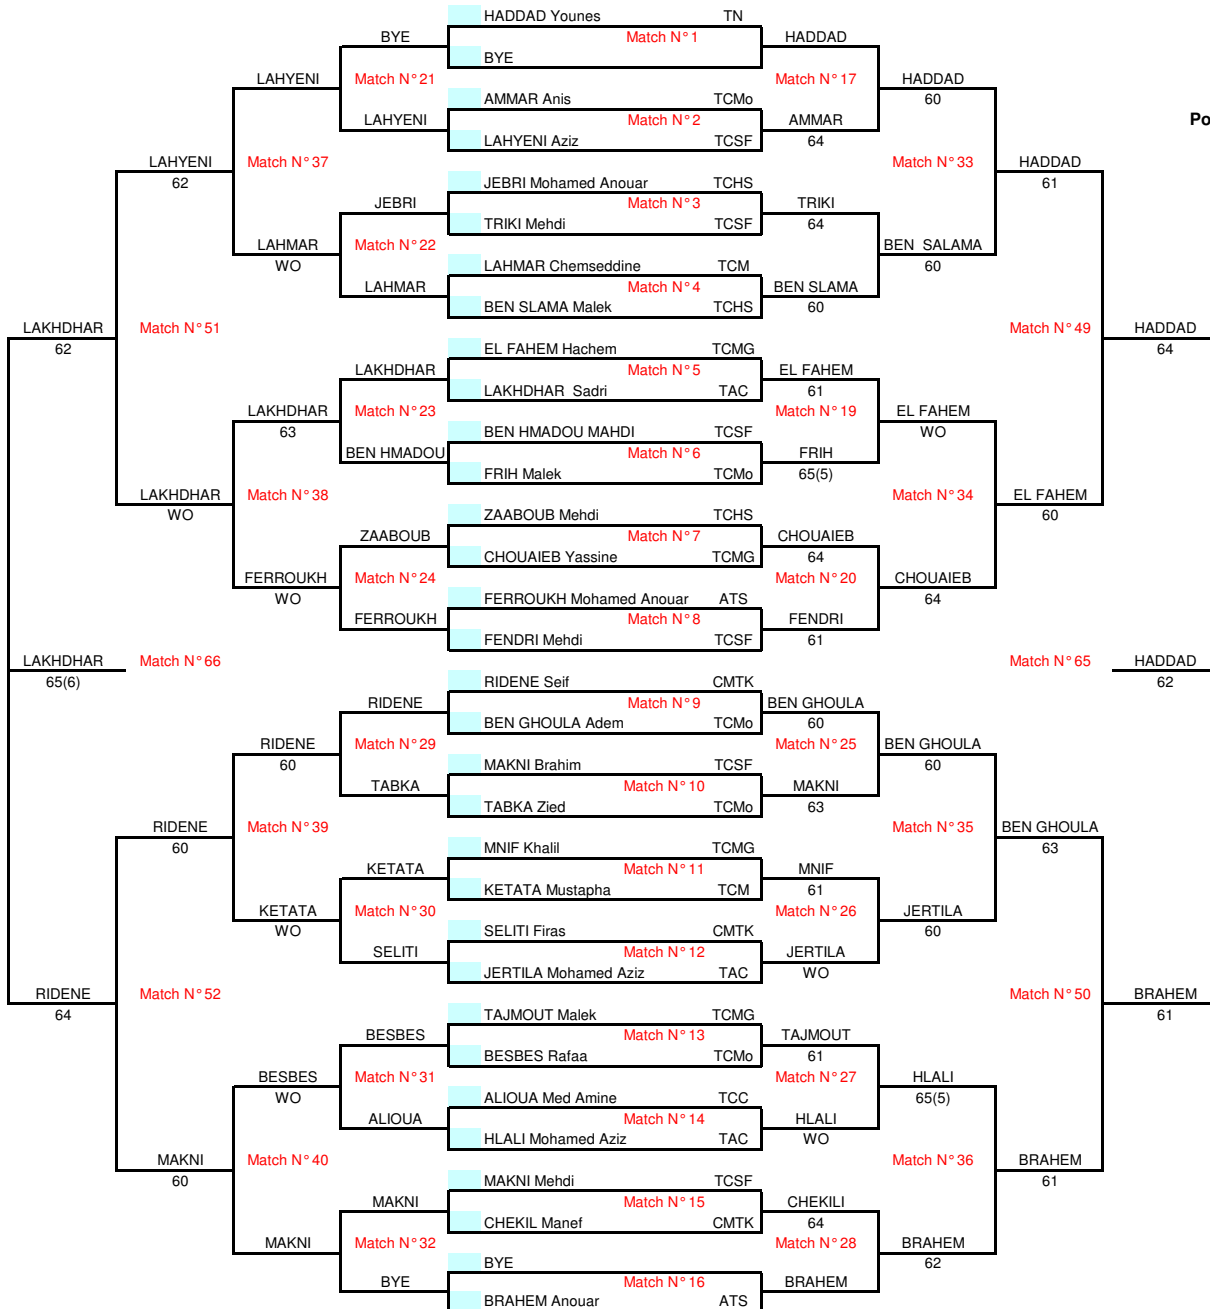 HADDAD Younes TN
BYE Match N°1 HADDAD
BYE
LAHYENI Match N°21 Match N°17 HADDAD
AMMAR Anis TCMo 60
LAHYENI Match N°2 AMMAR Po
LAHYENI Aziz TCSF 64
LAHYENI Match N°37 Match N°33 HADDAD
62 JEBRI Mohamed Anouar TCHS 61
JEBRI Match N°3 TRIKI
TRIKI Mehdi TCSF 64
LAHMAR Match N°22 BEN SALAMA
WO LAHMAR Chemseddine TCM 60
LAHMAR Match N°4 BEN SLAMA
BEN SLAMA Malek TCHS 60
LAKHDHAR Match N°51 Match N°49 HADDAD
62 EL FAHEM Hachem TCMG 64
LAKHDHAR Match N°5 EL FAHEM
LAKHDHAR Sadri TAC 61
LAKHDHAR Match N°23 Match N°19 EL FAHEM
63 BEN HMADOU MAHDI TCSF WO
BEN HMADOU Match N°6 FRIH
FRIH Malek TCMo 65(5)
LAKHDHAR Match N°38 Match N°34 EL FAHEM
WO ZAABOUB Mehdi TCHS 60
ZAABOUB Match N°7 CHOUAIEB
CHOUAIEB Yassine TCMG 64
FERROUKH Match N°24 Match N°20 CHOUAIEB
WO FERROUKH Mohamed Anouar ATS 64
FERROUKH Match N°8 FENDRI
FENDRI Mehdi TCSF 61
LAKHDHAR Match N°66 Match N°65 HADDAD
65(6) RIDENE Seif CMTK 62
RIDENE Match N°9 BEN GHOULA
BEN GHOULA Adem TCMo 60
RIDENE Match N°29 Match N°25 BEN GHOULA
60 MAKNI Brahim TCSF 60
TABKA Match N°10 MAKNI
TABKA Zied TCMo 63
RIDENE Match N°39 Match N°35 BEN GHOULA
60 MNIF Khalil TCMG 63
KETATA Match N°11 MNIF
KETATA Mustapha TCM 61
KETATA Match N°30 Match N°26 JERTILA
WO SELITI Firas CMTK 60
SELITI Match N°12 JERTILA
JERTILA Mohamed Aziz TAC WO
RIDENE Match N°52 Match N°50 BRAHEM
64 TAJMOUT Malek TCMG 61
BESBES Match N°13 TAJMOUT
BESBES Rafaa TCMo 61
BESBES Match N°31 Match N°27 HLALI
WO ALIOUA Med Amine TCC 65(5)
ALIOUA Match N°14 HLALI
HLALI Mohamed Aziz TAC WO
MAKNI Match N°40 Match N°36 BRAHEM
60 MAKNI Mehdi TCSF 61
MAKNI Match N°15 CHEKILI
CHEKIL Manef CMTK 64
MAKNI Match N°32 Match N°28 BRAHEM
BYE 62
BYE Match N°16 BRAHEM
BRAHEM Anouar ATS